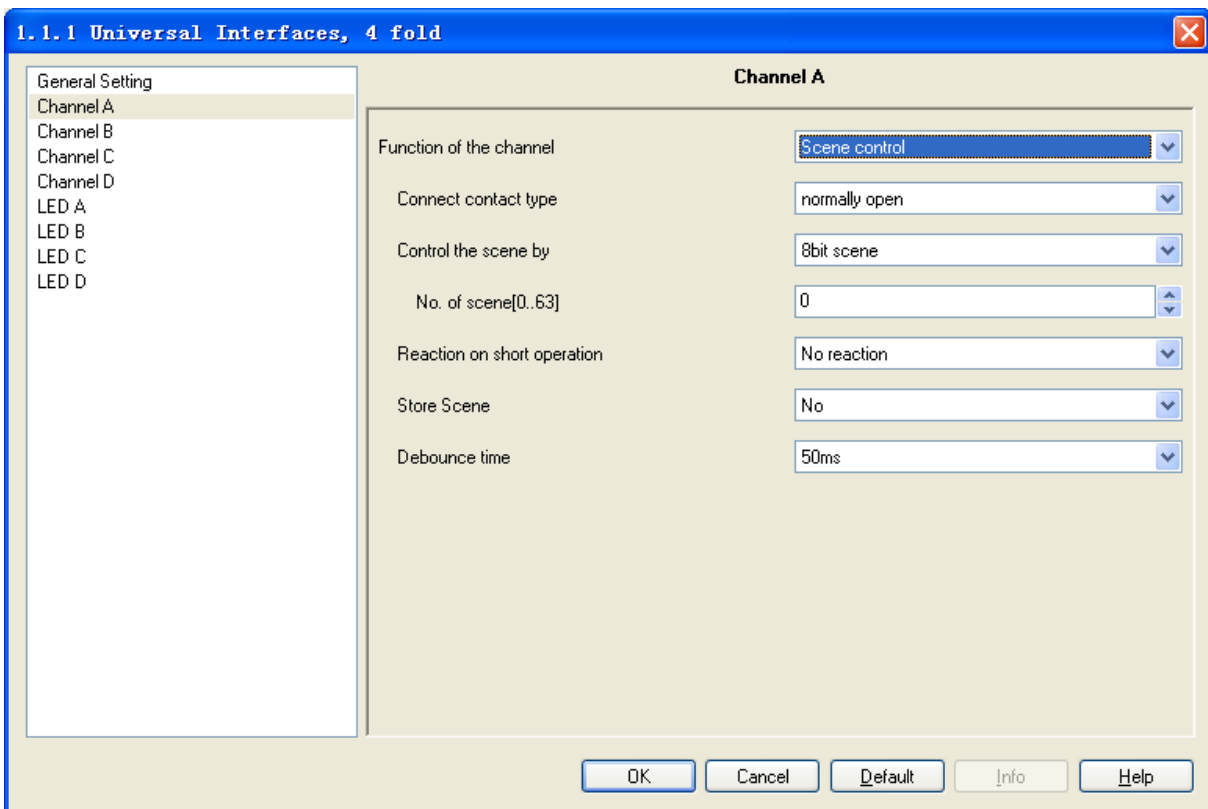 1.1.1 Universal Interfaces, 4 fold
General Setting
Channel A
Channel B
Channel C
Channel D
LED A
LED B
LED C
LED D
Channel A
Function of the channel Scene control
Connect contact type normally open
Control the scene by 8bit scene
No. of scene[0..63] 0
Reaction on short operation No reaction
Store Scene No
Debounce time 50ms
OK Cancel Default Info Help